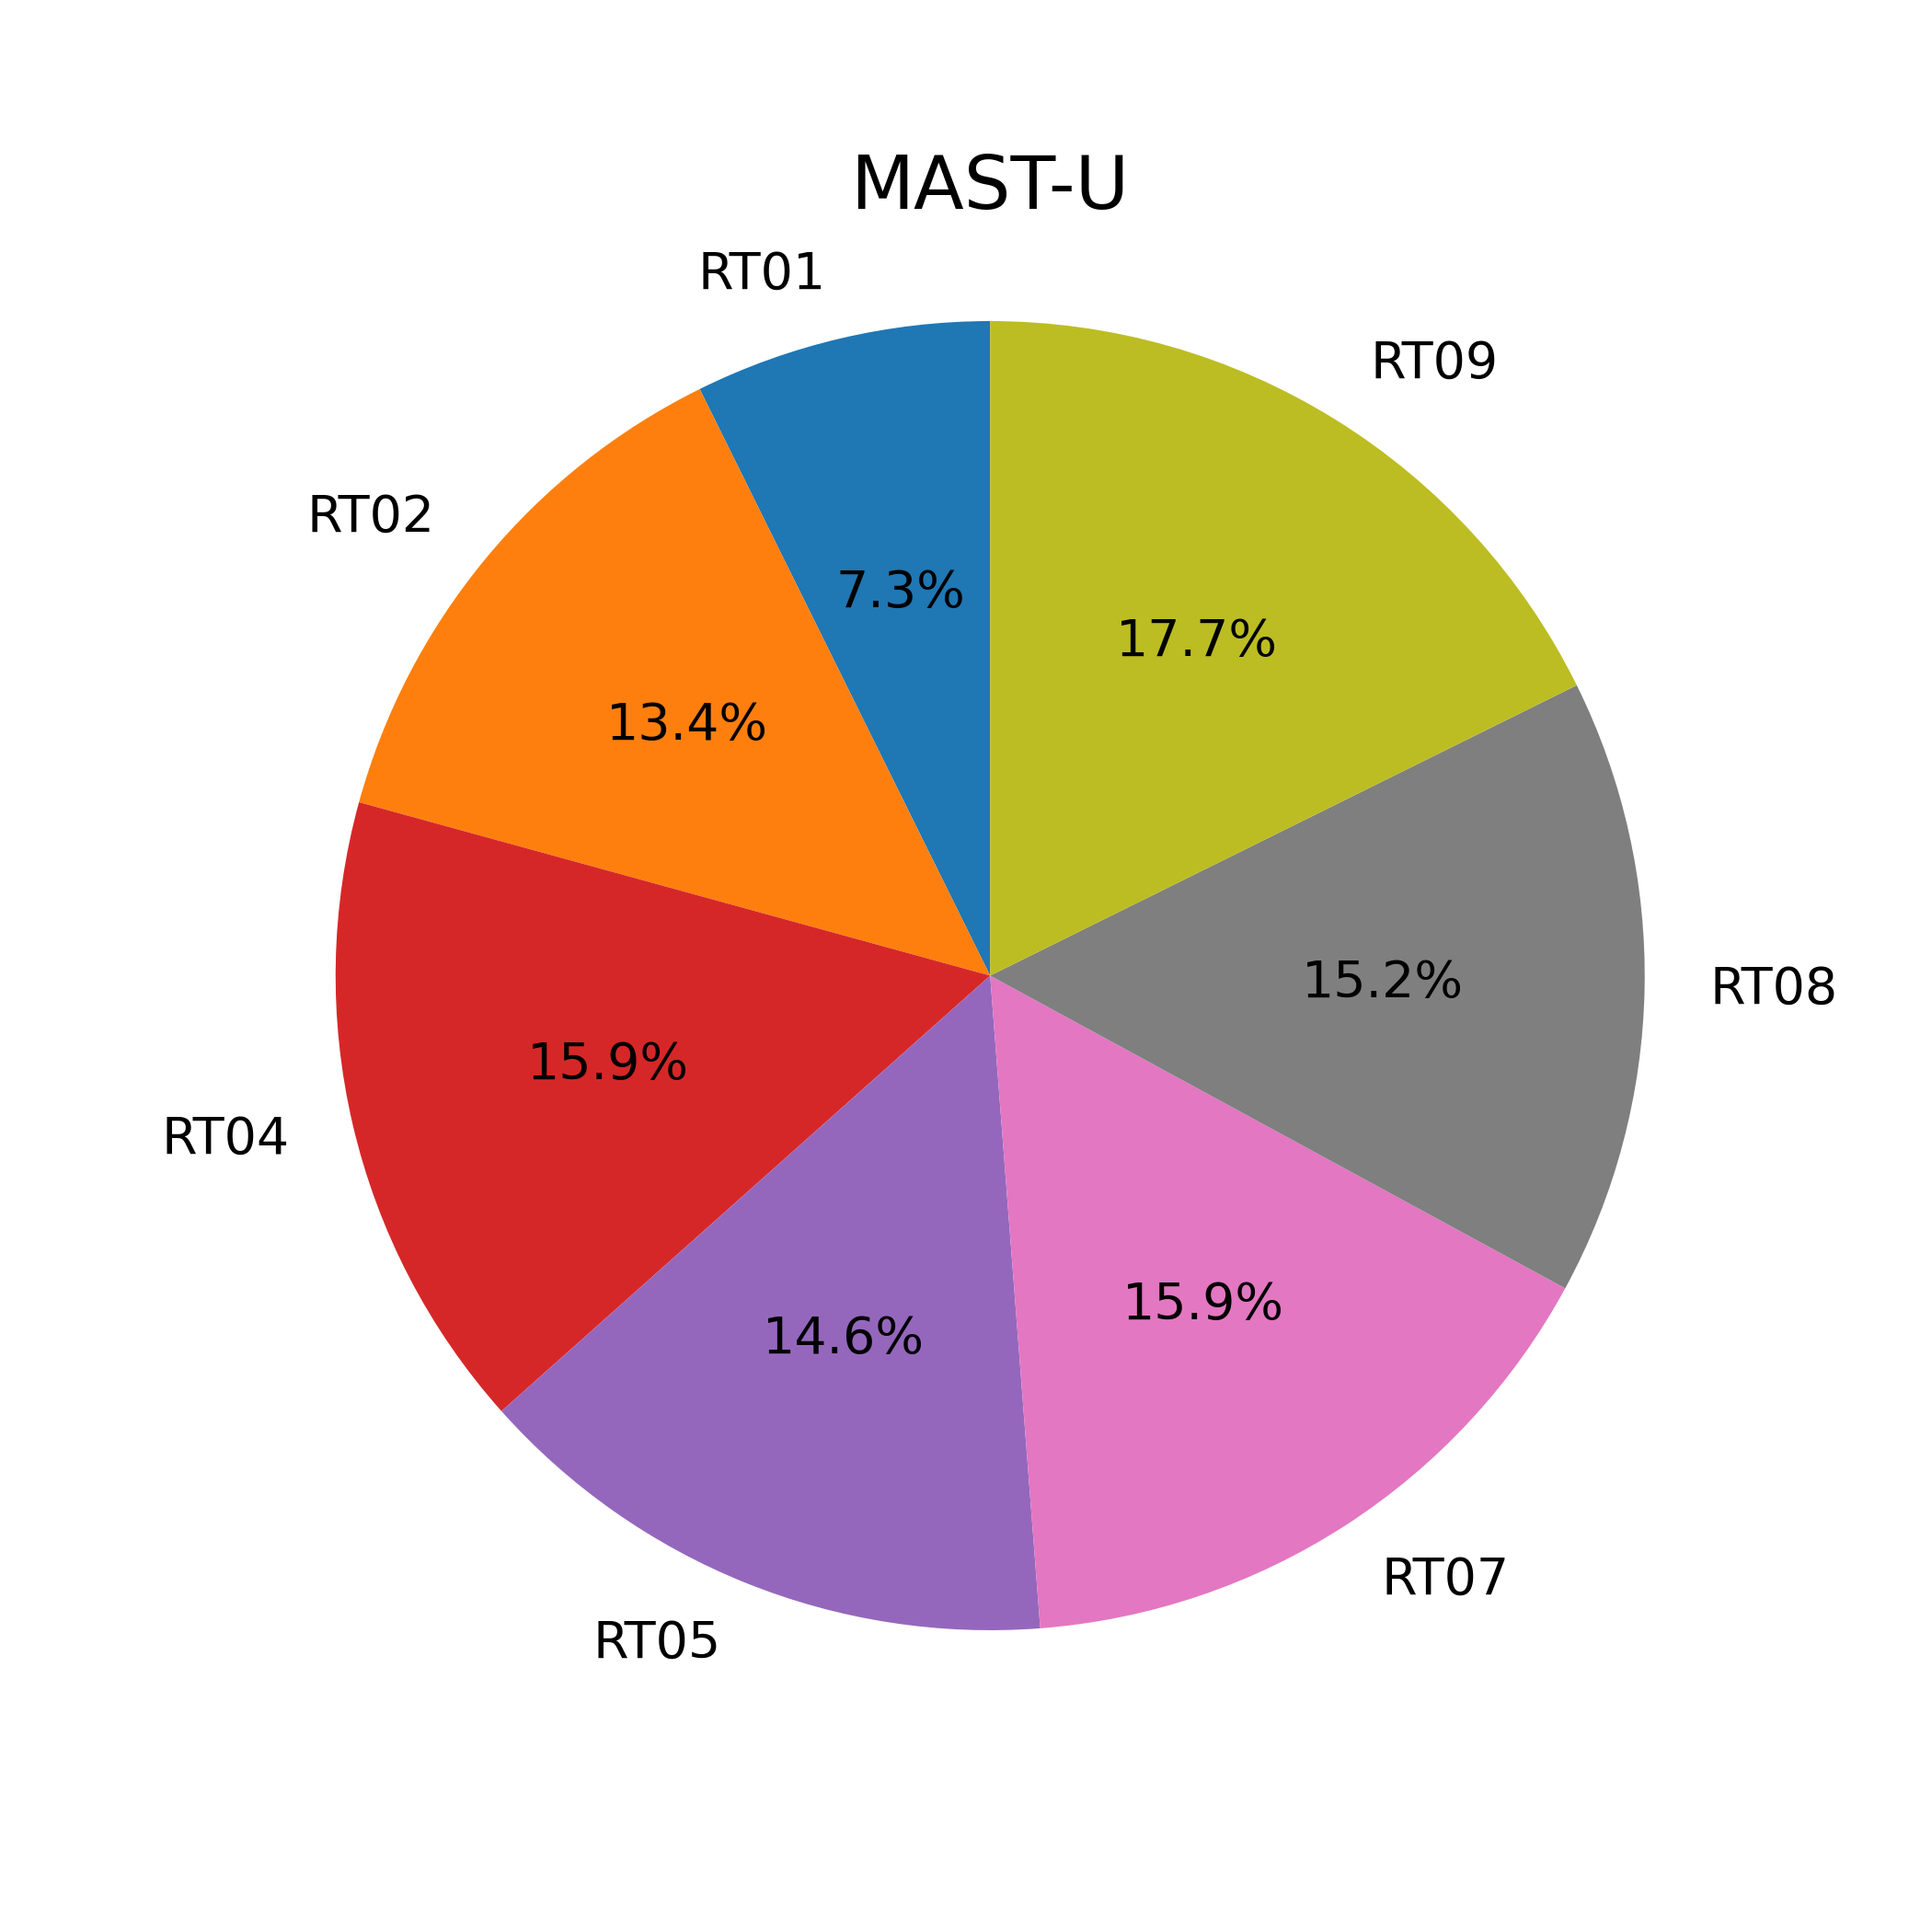 MAST-U
RT01
RT09
RT02
7.3%
17.7%
13.4%
15.2%
RT08
15.9%
RT04
15.9%
14.6%
RT07
RT05